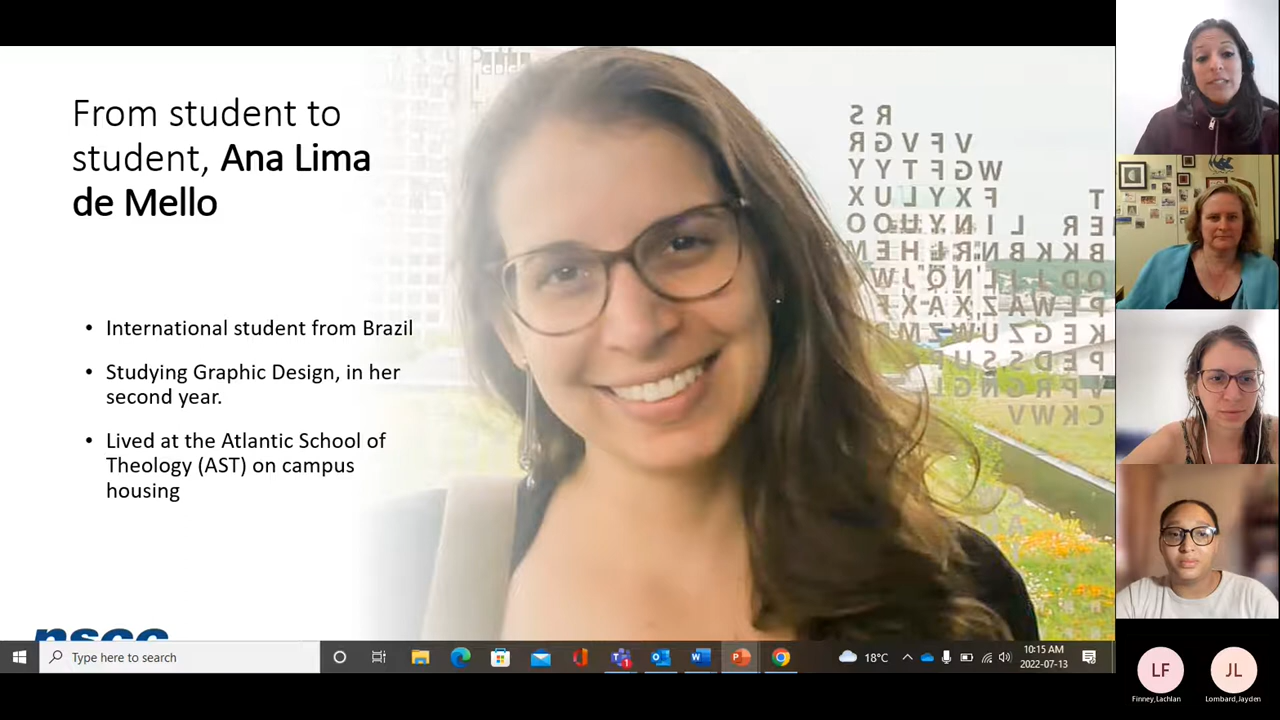 From student to
student, Ana Lima
de Mello
• International student from Brazil
• Studying Graphic Design, in her
second year.
• Lived at the Atlantic School of
Theology (AST) on campus
housing
nscc
Type here to search
1
18°C
10:15 AM
2022-07-13
LF
Finney,Lachlan
JL
Lombard,Jayden